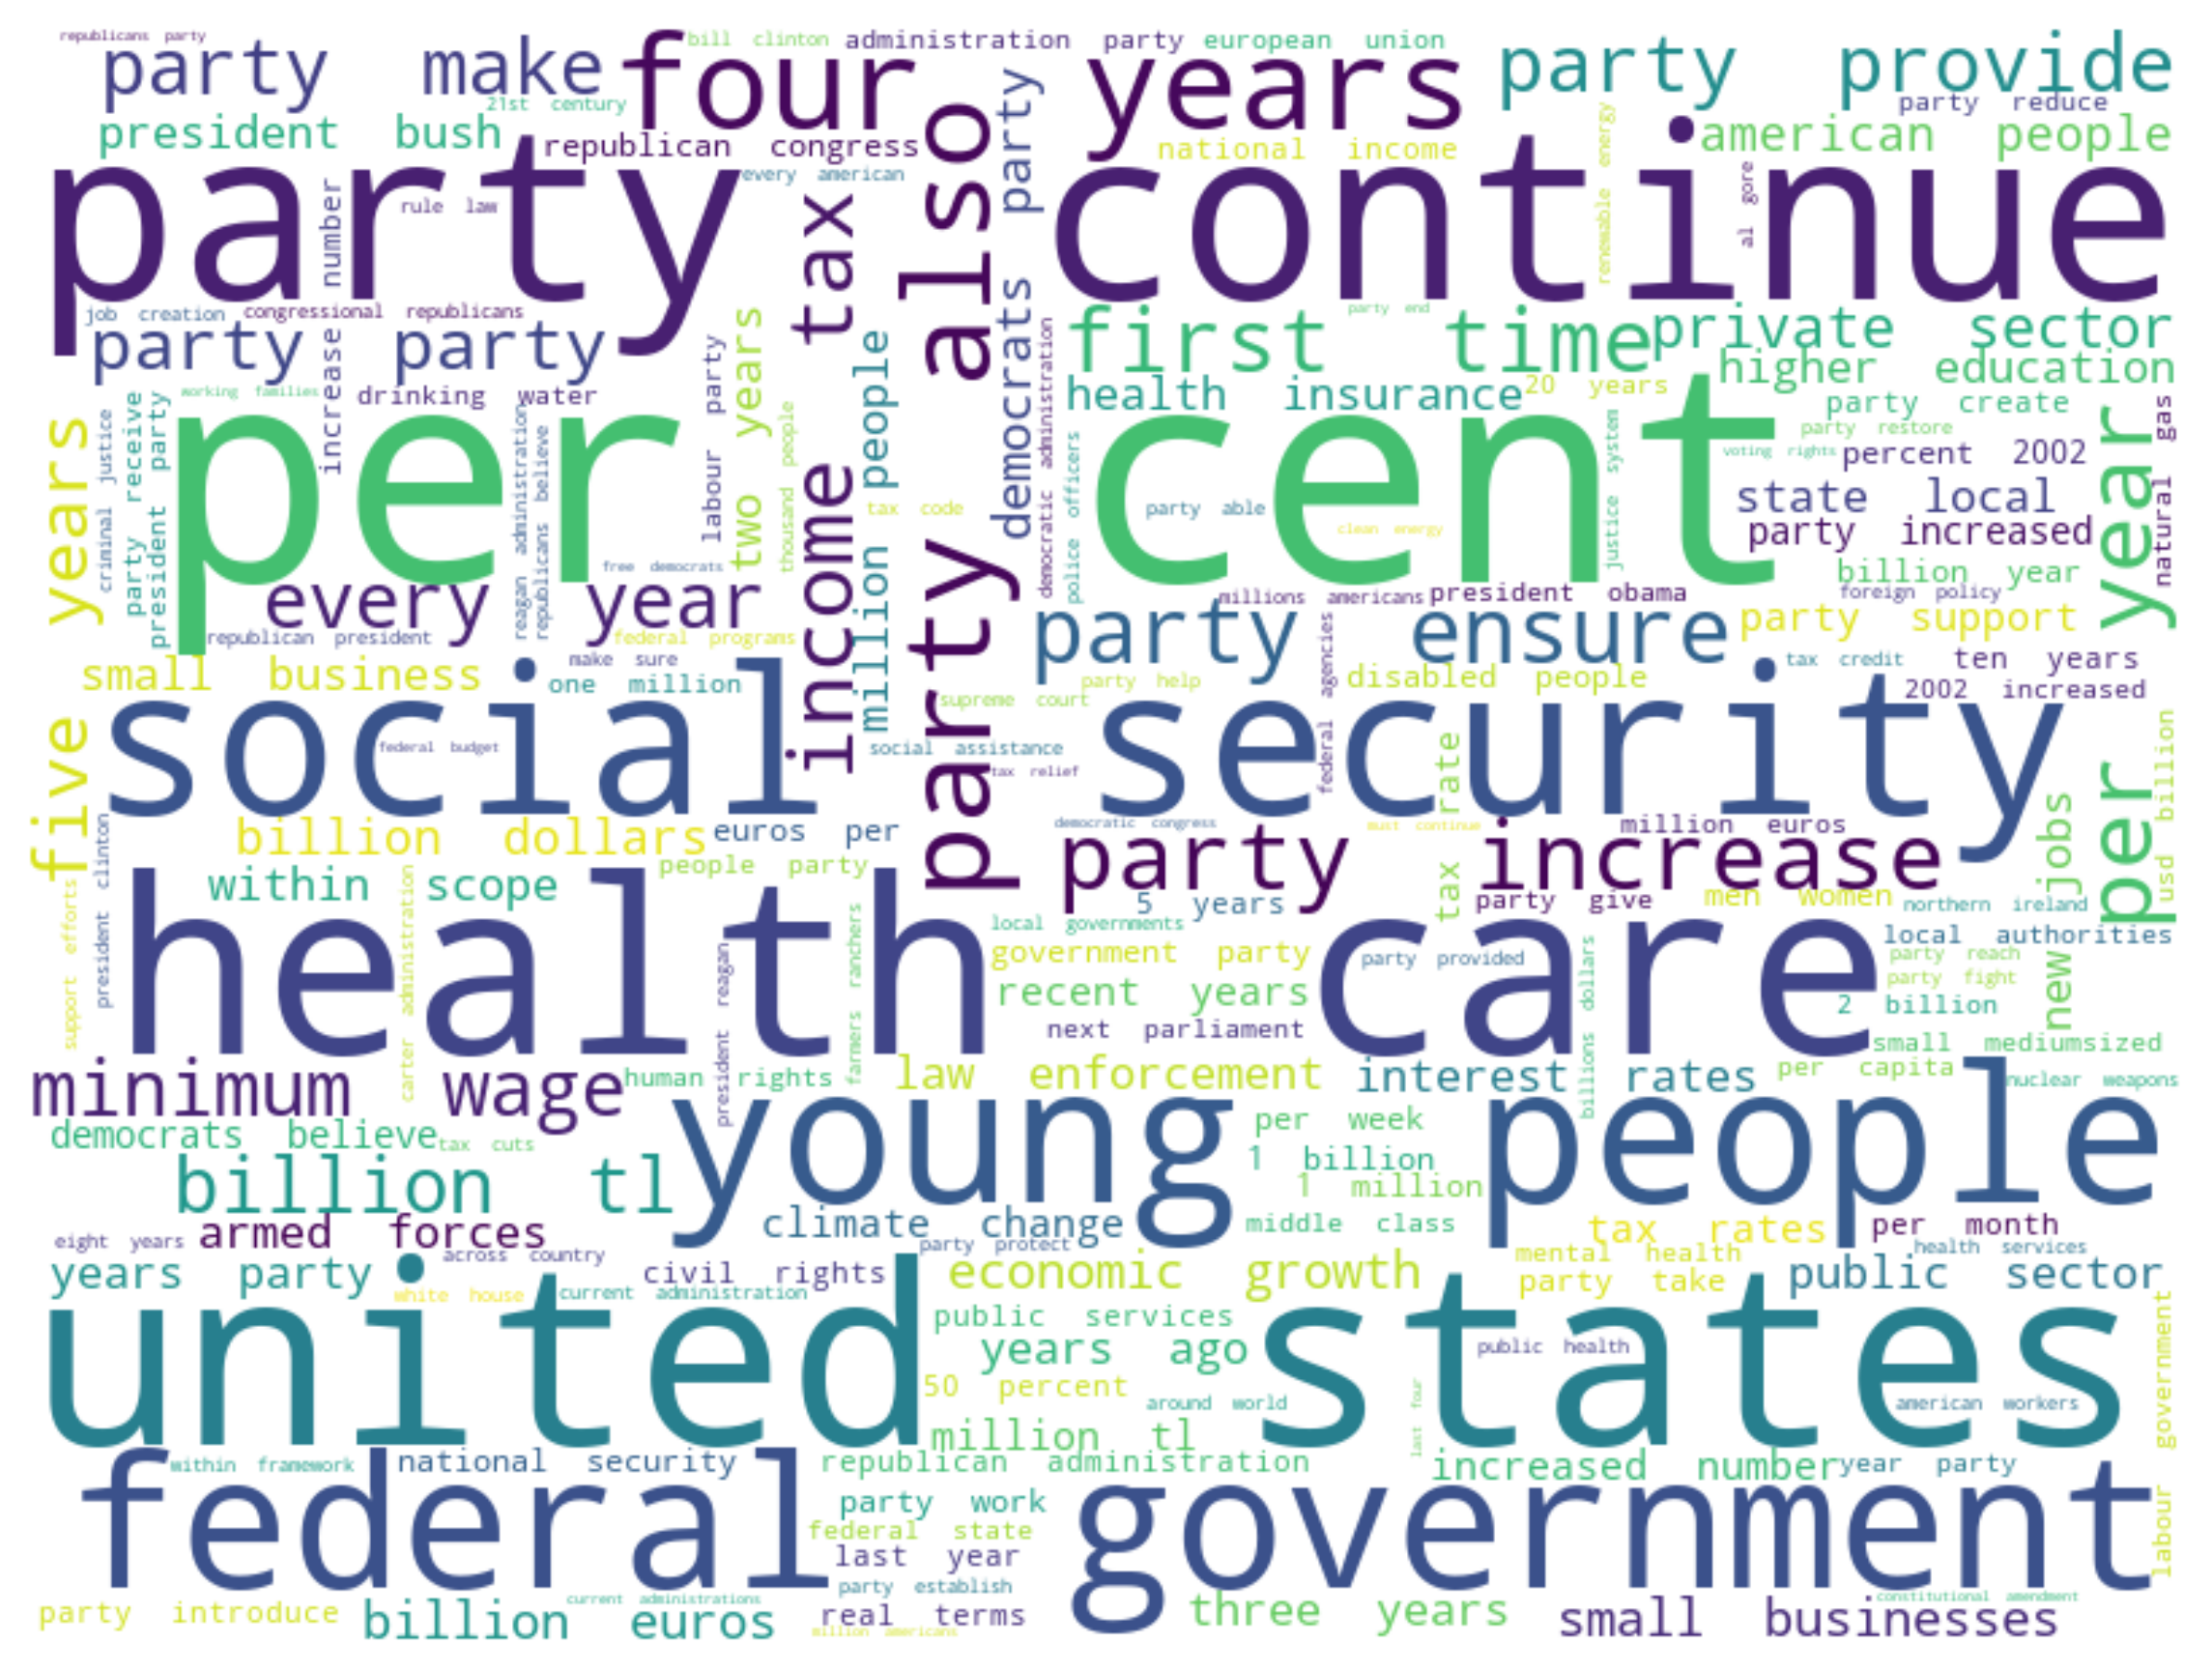 republicans party
bill clinton
administration party
european union
party make
four years
party provide
21st century
party reduce
president bush
american people
republican congress
national income
renewable energy
party continue
every american
al gore
rule law
number increase
income tax
party also
democrats party
job creation
congressional republicans
party end
party party
first time
private sector
labour party
two years
million people
democratic administration
higher education
working families
drinking water
health insurance
20 years
party create
natural gas
five years
criminal justice
party receive
president party
per cent
reagan administration
republicans believe
thousand people
police officers
justice system
party restore
voting rights
percent 2002
per year
state local
tax code
party able
clean energy
party increased
free democrats
billion year
every year
millions americans
president obama
foreign policy
republican president
federal programs
party ensure
party support
federal agencies
small business
make sure
one million
party help
disabled people
tax credit
ten years
supreme court
2002 increased
social security
federal budget
social assistance
tax relief
tax rate
usd billion
new jobs
billion dollars
euros per
democratic congress
must continue
million euros
president clinton
party increase
support efforts
carter administration
within scope
people party
health care
5 years
party give
men women
northern ireland
farmers ranchers
president reagan
local governments
local authorities
government party
party provided
party reach
billions dollars
party fight
recent years
2 billion
next parliament
small mediumsized
minimum wage
human rights
law enforcement
interest rates
per capita
nuclear weapons
young people
per week
democrats believe
tax cuts
1 billion
billion tl
1 million
armed forces
climate change
middle class
tax rates
per month
eight years
across country
party protect
mental health
health services
years party
civil rights
economic growth
party take
public sector
white house
current administration
united states
public services
labour government
years ago
public health
50 percent
last four
around world
american workers
million tl
within framework
national security
republican administration
increased number
year party
federal government
party work
federal state
last year
party establish
current administrations
constitutional amendment
party introduce
billion euros
real terms
three years
small businesses
million americans